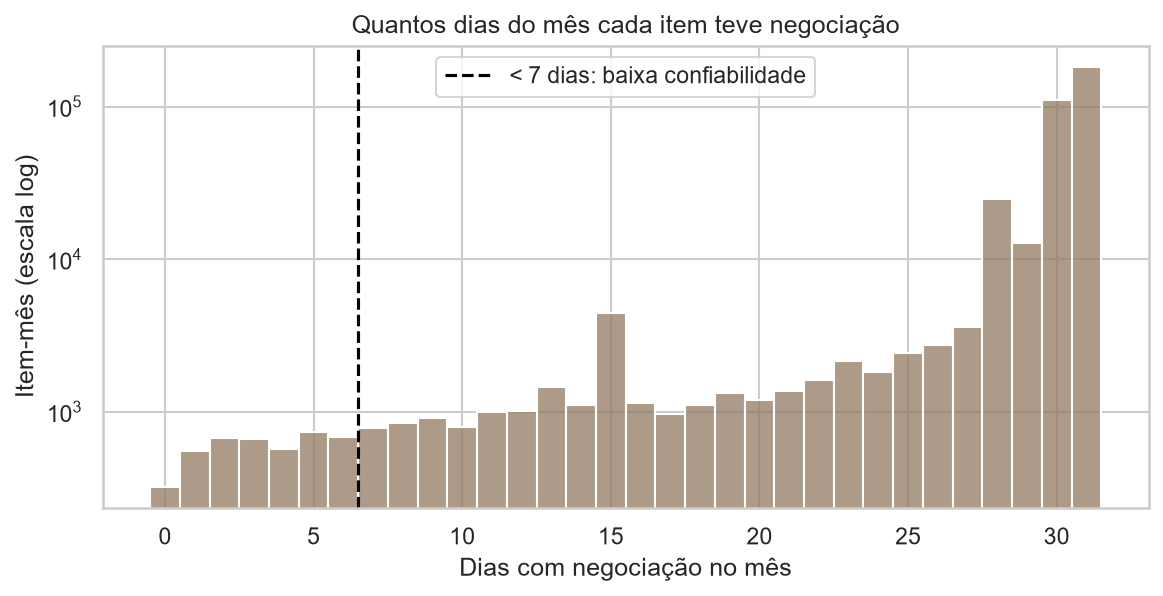 Quantos dias do mês cada item teve negociação
< 7 dias: baixa confiabilidade
Item-mês (escala log)
10^5
10^4
10^3
0 5 10 15 20 25 30
Dias com negociação no mês